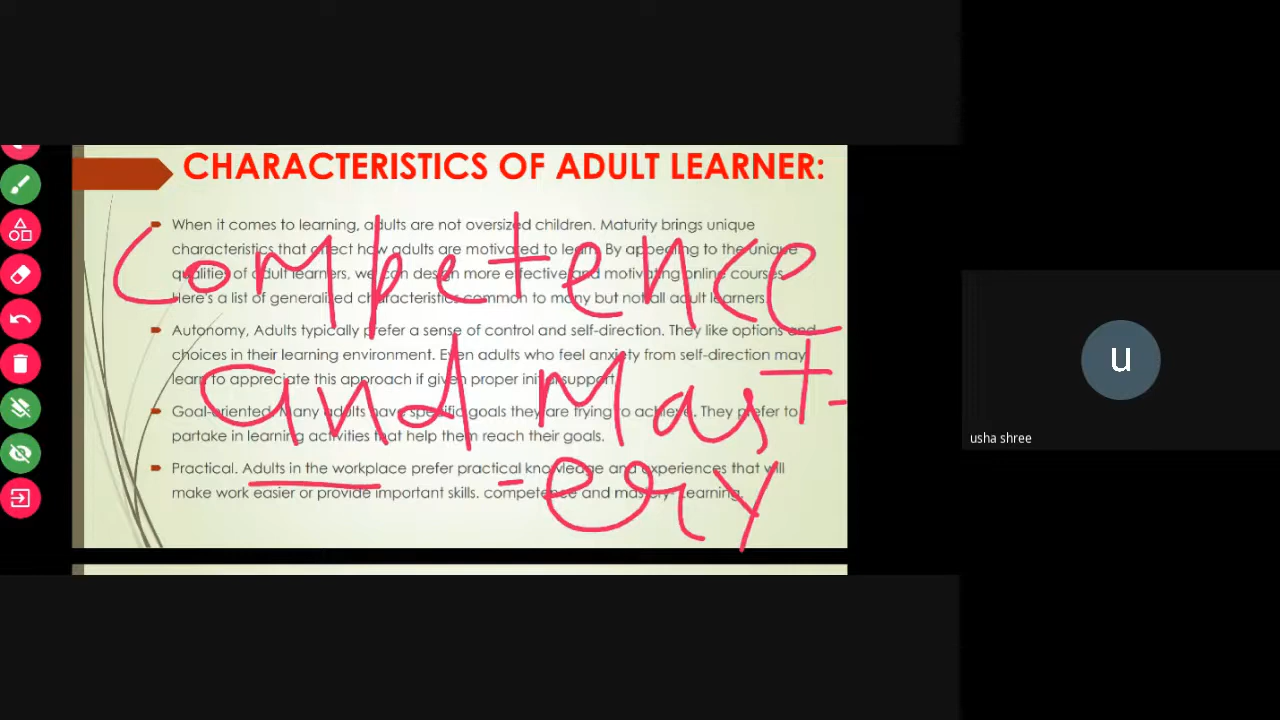 CHARACTERISTICS OF ADULT LEARNER:
When it comes to learning, adults are not oversized children. Maturity brings unique
characteristics that affect how adults are motivated to learn. By appealing to the unique
qualities of adult learners, we can design more effective and motivating online courses.
Here's a list of generalized characteristics common to many but not all adult learners.
Autonomy, Adults typically prefer a sense of control and self-direction. They like options and
choices in their learning environment. Even adults who feel anxiety from self-direction may
learn to appreciate this approach if given proper initial support.
Goal-oriented. Many adults have specific goals they are trying to achieve. They prefer to
partake in learning activities that help them reach their goals.
Practical. Adults in the workplace prefer practical knowledge and experiences that will
make work easier or provide important skills. competence and mastery- Learning.
Competence
and Mast-
-ery
u
usha shree